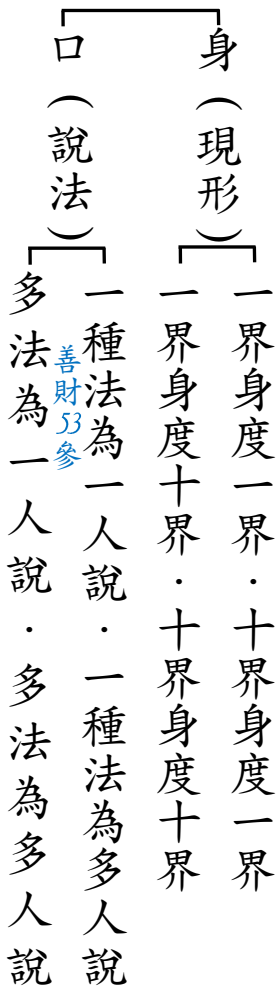 身（現形）
一界身度一界．十界身度一界
一界身度十界．十界身度十界
口（說法）
一種法為一人說．一種法為多人說
善財53參
多法為一人說．多法為多人說